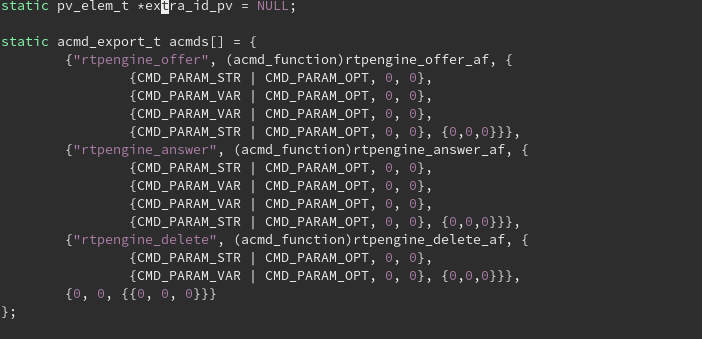 static pv_elem_t *extra_id_pv = NULL;
static acmd_export_t acmds[] = {
{"rtpengine_offer", (acmd_function)rtpengine_offer_af, {
{CMD_PARAM_STR | CMD_PARAM_OPT, 0, 0},
{CMD_PARAM_VAR | CMD_PARAM_OPT, 0, 0},
{CMD_PARAM_VAR | CMD_PARAM_OPT, 0, 0},
{CMD_PARAM_STR | CMD_PARAM_OPT, 0, 0}, {0,0,0}}},
{"rtpengine_answer", (acmd_function)rtpengine_answer_af, {
{CMD_PARAM_STR | CMD_PARAM_OPT, 0, 0},
{CMD_PARAM_VAR | CMD_PARAM_OPT, 0, 0},
{CMD_PARAM_VAR | CMD_PARAM_OPT, 0, 0},
{CMD_PARAM_STR | CMD_PARAM_OPT, 0, 0}, {0,0,0}}},
{"rtpengine_delete", (acmd_function)rtpengine_delete_af, {
{CMD_PARAM_STR | CMD_PARAM_OPT, 0, 0},
{CMD_PARAM_VAR | CMD_PARAM_OPT, 0, 0}, {0,0,0}}},
{0, 0, {{0, 0, 0}}}
};